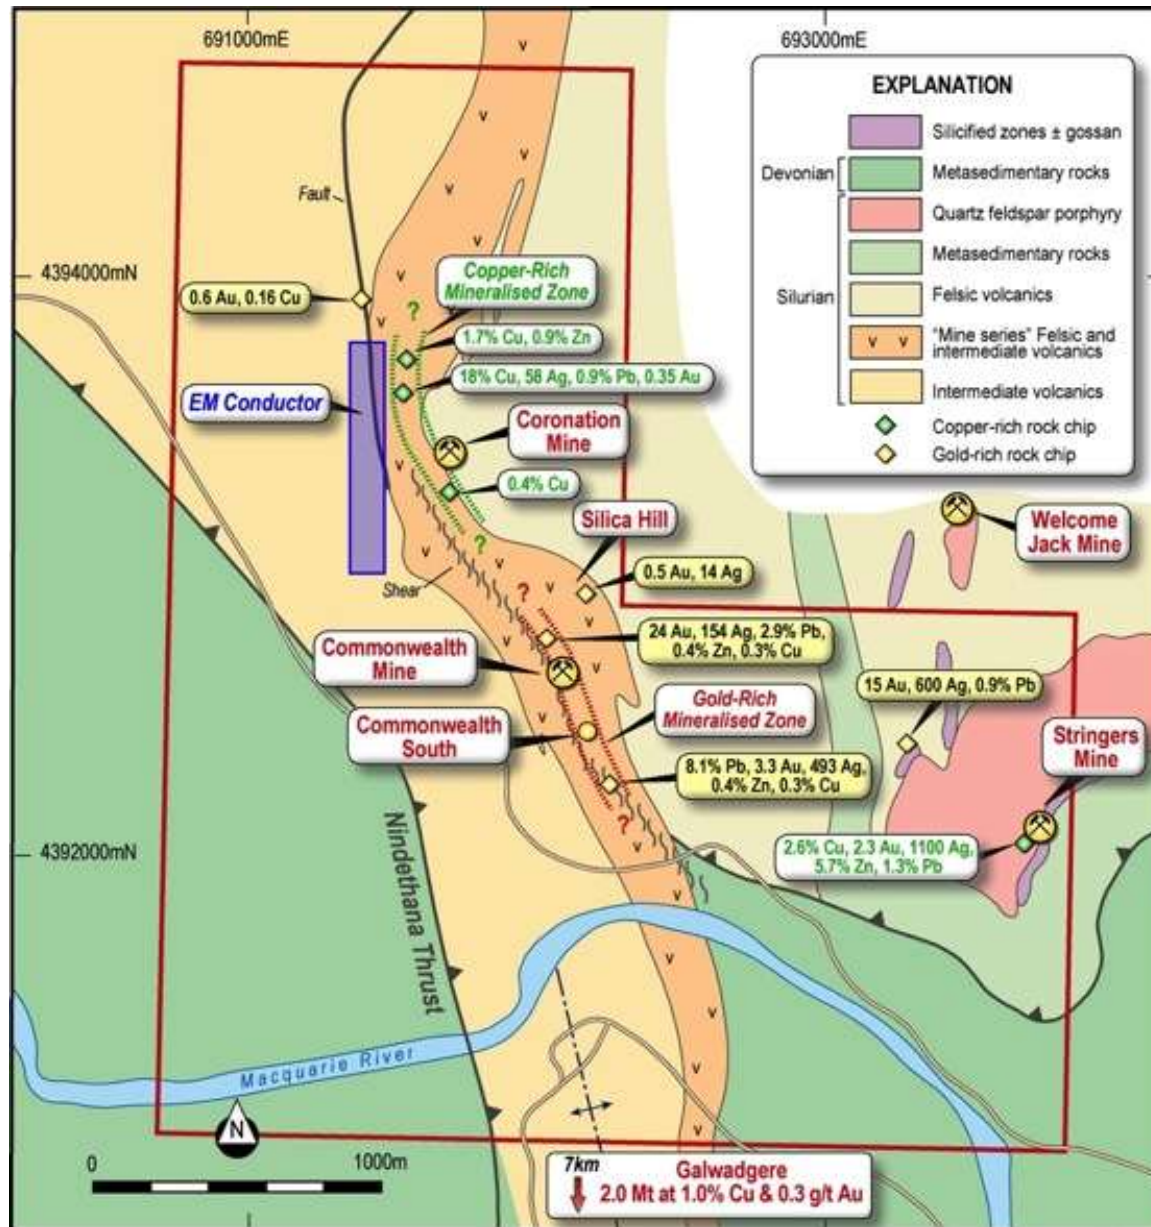 691000mE
693000mE
EXPLANATION
Silicified zones ± gossan
Devonian
Metasedimentary rocks
Quartz feldspar porphyry
Metasedimentary rocks
Silurian
Felsic volcanics
"Mine series" Felsic and
intermediate volcanics
Intermediate volcanics
Copper-rich rock chip
Gold-rich rock chip
Fault
4394000mN
Copper-Rich
Mineralised Zone
0.6 Au, 0.16 Cu
?
1.7% Cu, 0.9% Zn
18% Cu, 58 Ag, 0.9% Pb, 0.35 Au
EM Conductor
Coronation
Mine
0.4% Cu
Silica Hill
Welcome
Jack Mine
?
Shear
0.5 Au, 14 Ag
?
24 Au, 154 Ag, 2.9% Pb,
0.4% Zn, 0.3% Cu
Commonwealth
Mine
15 Au, 600 Ag, 0.9% Pb
Gold-Rich
Mineralised Zone
Commonwealth
South
Stringers
Mine
8.1% Pb, 3.3 Au, 493 Ag,
0.4% Zn, 0.3% Cu
?
4392000mN
2.6% Cu, 2.3 Au, 1100 Ag,
5.7% Zn, 1.3% Pb
Nindethana Thrust
Macquarie River
N
0 1000m
7km
Galwadgere
2.0 Mt at 1.0% Cu & 0.3 g/t Au